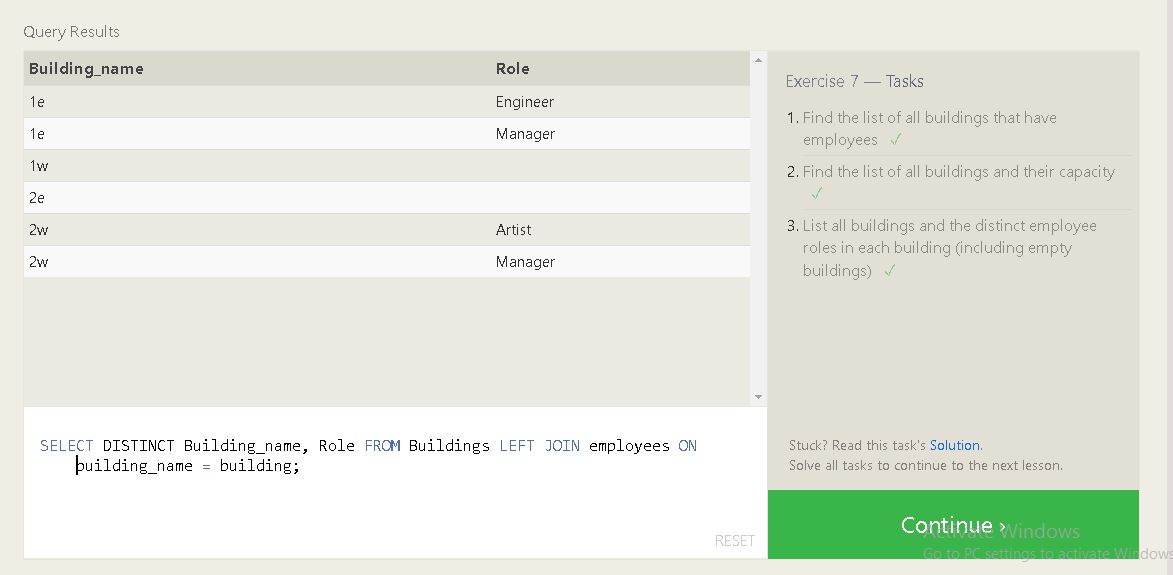 Query Results
Building_name Role
1e Engineer
1e Manager
1w
2e
2w Artist
2w Manager
SELECT DISTINCT Building_name, Role FROM Buildings LEFT JOIN employees ON
building_name = building;
RESET
Exercise 7 — Tasks
1. Find the list of all buildings that have
employees ✓
2. Find the list of all buildings and their capacity
✓
3. List all buildings and the distinct employee
roles in each building (including empty
buildings) ✓
Stuck? Read this task's Solution.
Solve all tasks to continue to the next lesson.
Continue ›
Activate Windows
Go to PC settings to activate Windows